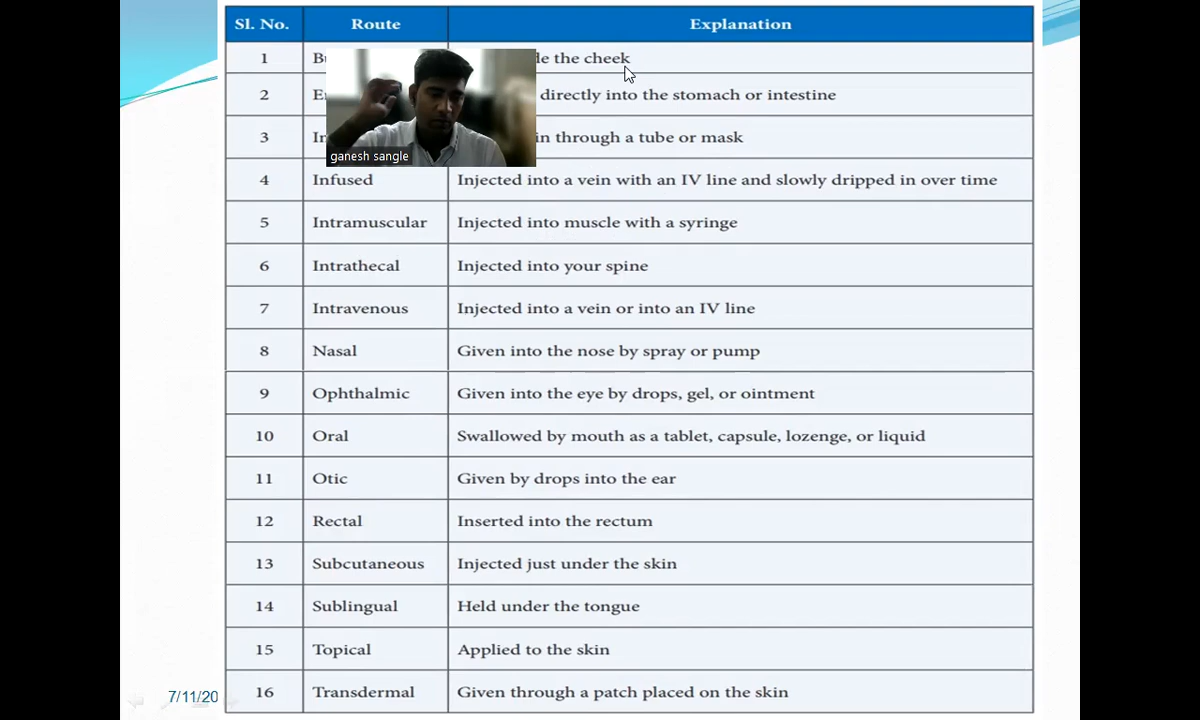 Sl. No. Route Explanation
1 the cheek
2 directly into the stomach or intestine
3 through a tube or mask
ganesh sangle
4 Infused Injected into a vein with an IV line and slowly dripped in over time
5 Intramuscular Injected into muscle with a syringe
6 Intrathecal Injected into your spine
7 Intravenous Injected into a vein or into an IV line
8 Nasal Given into the nose by spray or pump
9 Ophthalmic Given into the eye by drops, gel, or ointment
10 Oral Swallowed by mouth as a tablet, capsule, lozenge, or liquid
11 Otic Given by drops into the ear
12 Rectal Inserted into the rectum
13 Subcutaneous Injected just under the skin
14 Sublingual Held under the tongue
15 Topical Applied to the skin
16 Transdermal Given through a patch placed on the skin
7/11/20